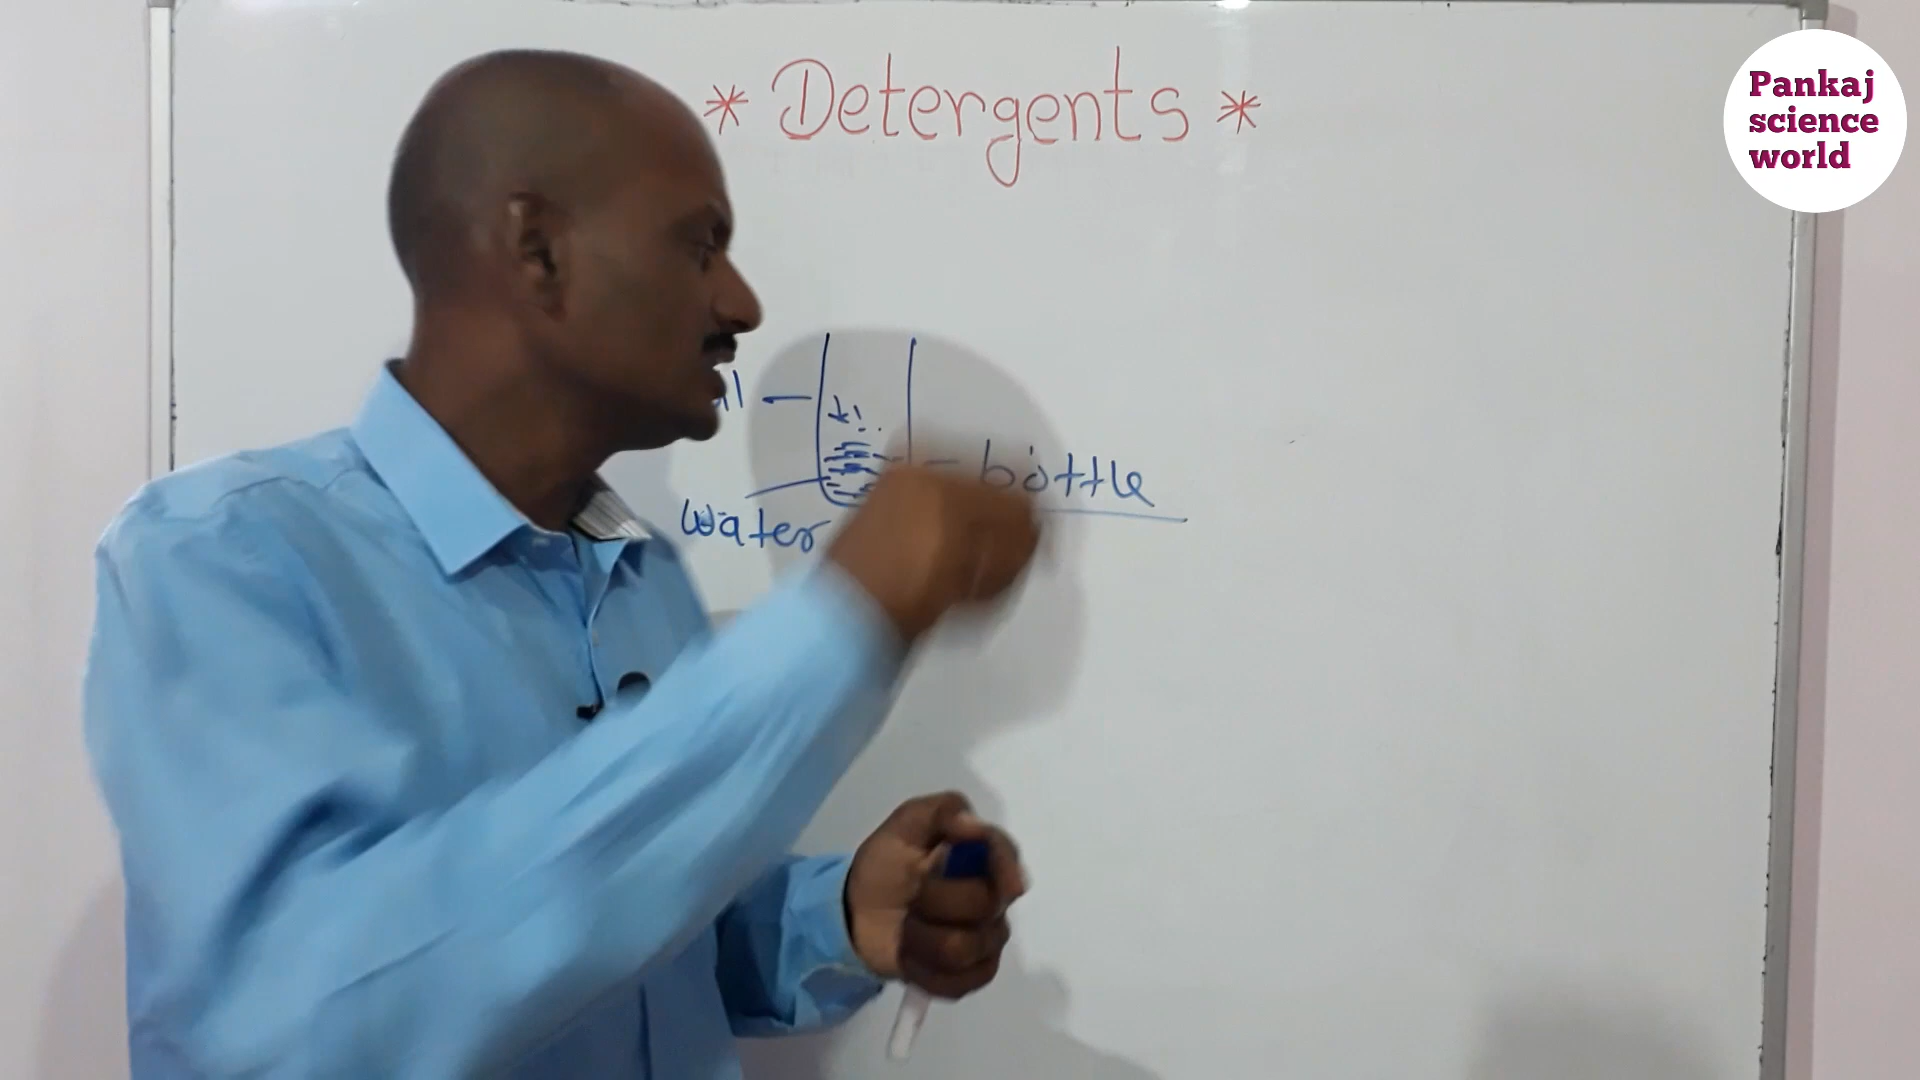 * Detergents *
Pankaj
science
world
bottle
water